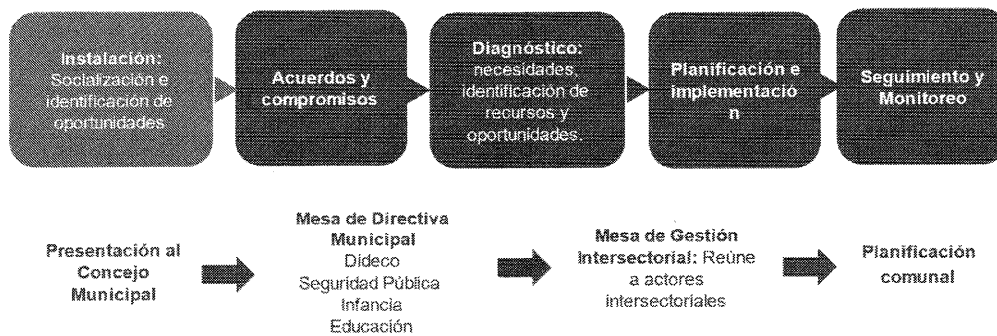 Instalación:
Socialización e
identificación de
oportunidades
Acuerdos y
compromisos
Diagnóstico:
necesidades,
identificación de
recursos y
oportunidades.
Planificación e
implementació
n
Seguimiento y
Monitoreo
Presentación al
Concejo
Municipal
Mesa de Directiva
Municipal
Dideco
Seguridad Pública
Infancia
Educación
Mesa de Gestión
Intersectorial: Reúne
a actores
intersectoriales
Planificación
comunal